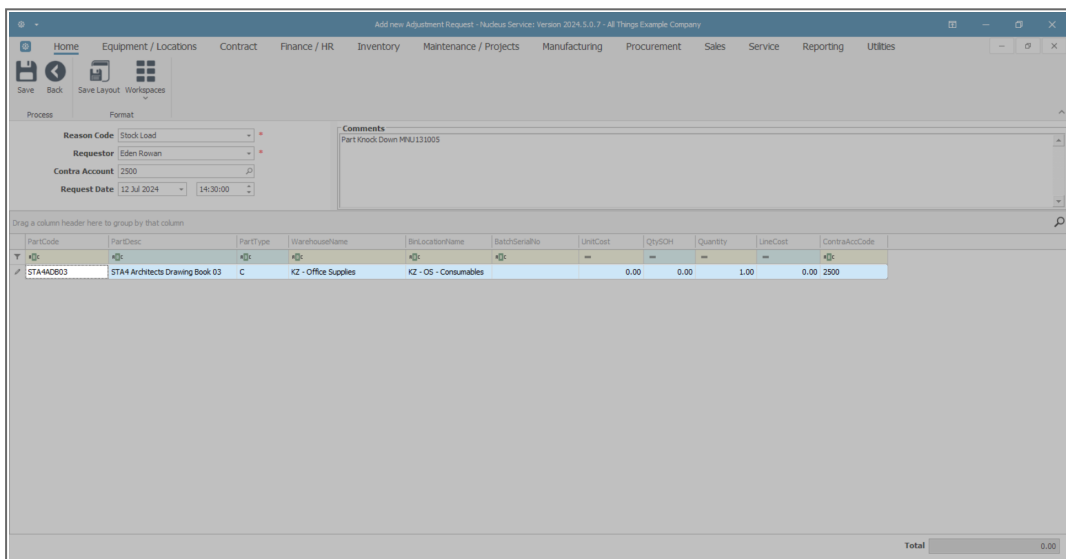 Add new Adjustment Request - Nucleus Service: Version 2024.5.0.7 - All Things Example Company
Home Equipment / Locations Contract Finance / HR Inventory Maintenance / Projects Manufacturing Procurement Sales Service Reporting Utilities
Save Back Save Layout Workspaces
Process Format
Reason Code Stock Load *
Requestor Eden Rowan *
Contra Account 2500
Request Date 12 Jul 2024 14:30:00
Comments
Part Knock Down MNU131005
Drag a column header here to group by that column
PartCode PartDesc PartType WarehouseName BinLocationName BatchSerialNo UnitCost QtySOH Quantity LineCost ContraAccCode
STA4ADB03 STA4 Architects Drawing Book 03 C KZ - Office Supplies KZ - OS - Consumables 0.00 0.00 1.00 0.00 2500
Total 0.00